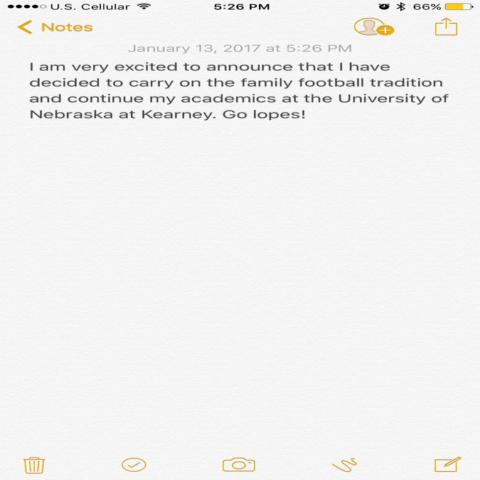 U.S. Cellular 5:26 PM 66%
Notes
January 13, 2017 at 5:26 PM
I am very excited to announce that I have
decided to carry on the family football tradition
and continue my academics at the University of
Nebraska at Kearney. Go lopes!